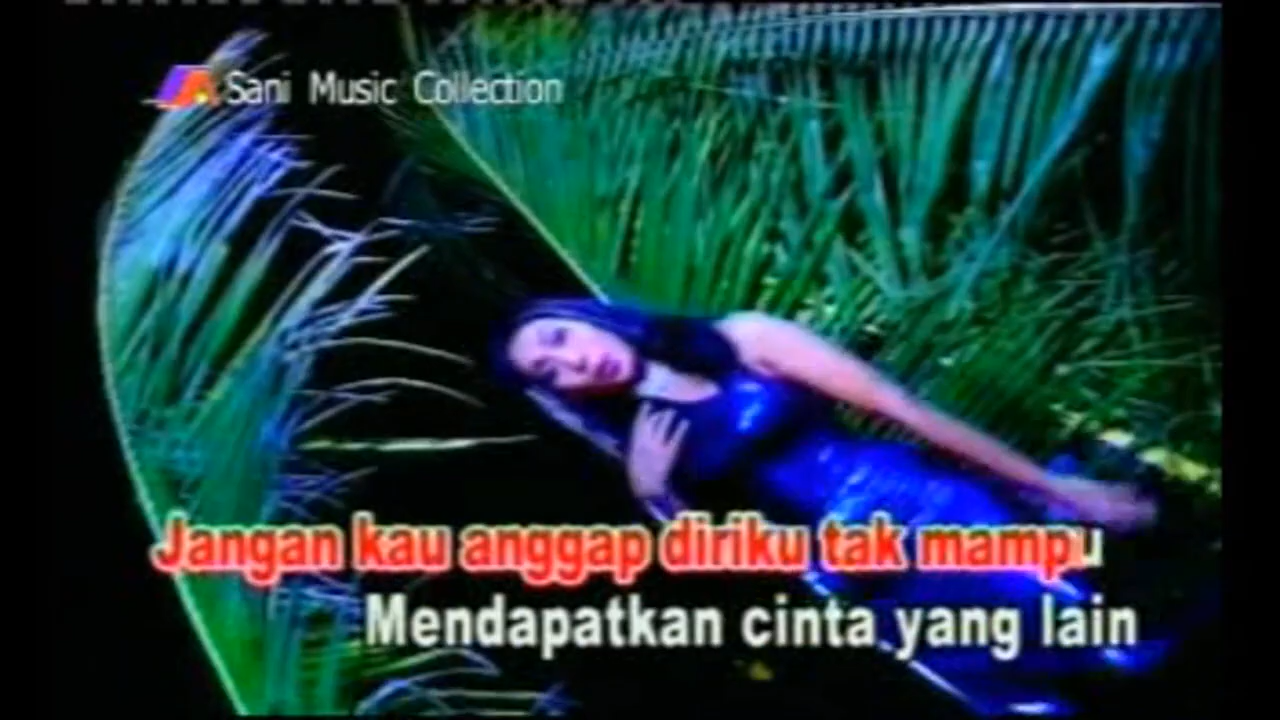 Sani Music Collection
Jangan kau anggap diriku tak mampu
Mendapatkan cinta yang lain